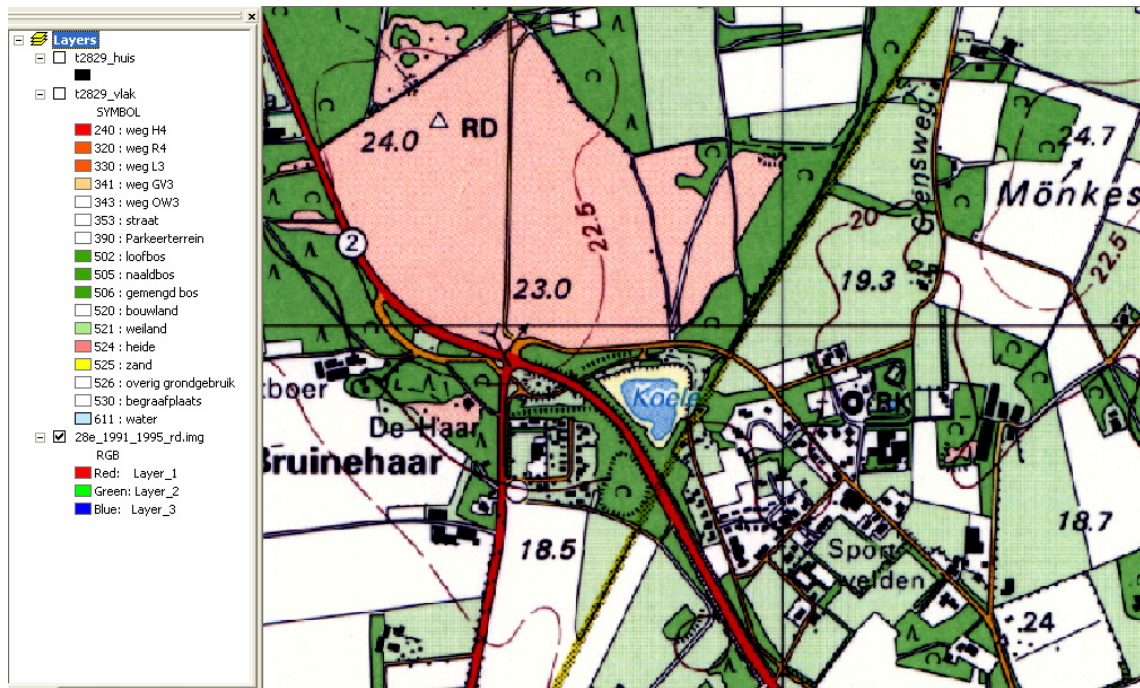 Layers
t2829_huis
t2829_vlak
SYMBOL
240 : weg H4
320 : weg R4
330 : weg L3
341 : weg GV3
343 : weg OW3
353 : straat
390 : Parkeerterrein
502 : loofbos
505 : naaldbos
506 : gemengd bos
520 : bouwland
521 : weiland
524 : heide
525 : zand
526 : overig grondgebruik
530 : begraafplaats
611 : water
28e_1991_1995_rd.img
RGB
Red: Layer_1
Green: Layer_2
Blue: Layer_3
24.0
RD
22.5
2
23.0
Grensweg
24.7
Mönkes
20
19.3
22.5
zboer
De Haar
Bruinehaar
Koele
RK
18.5
18.7
Sport-
velden
.24